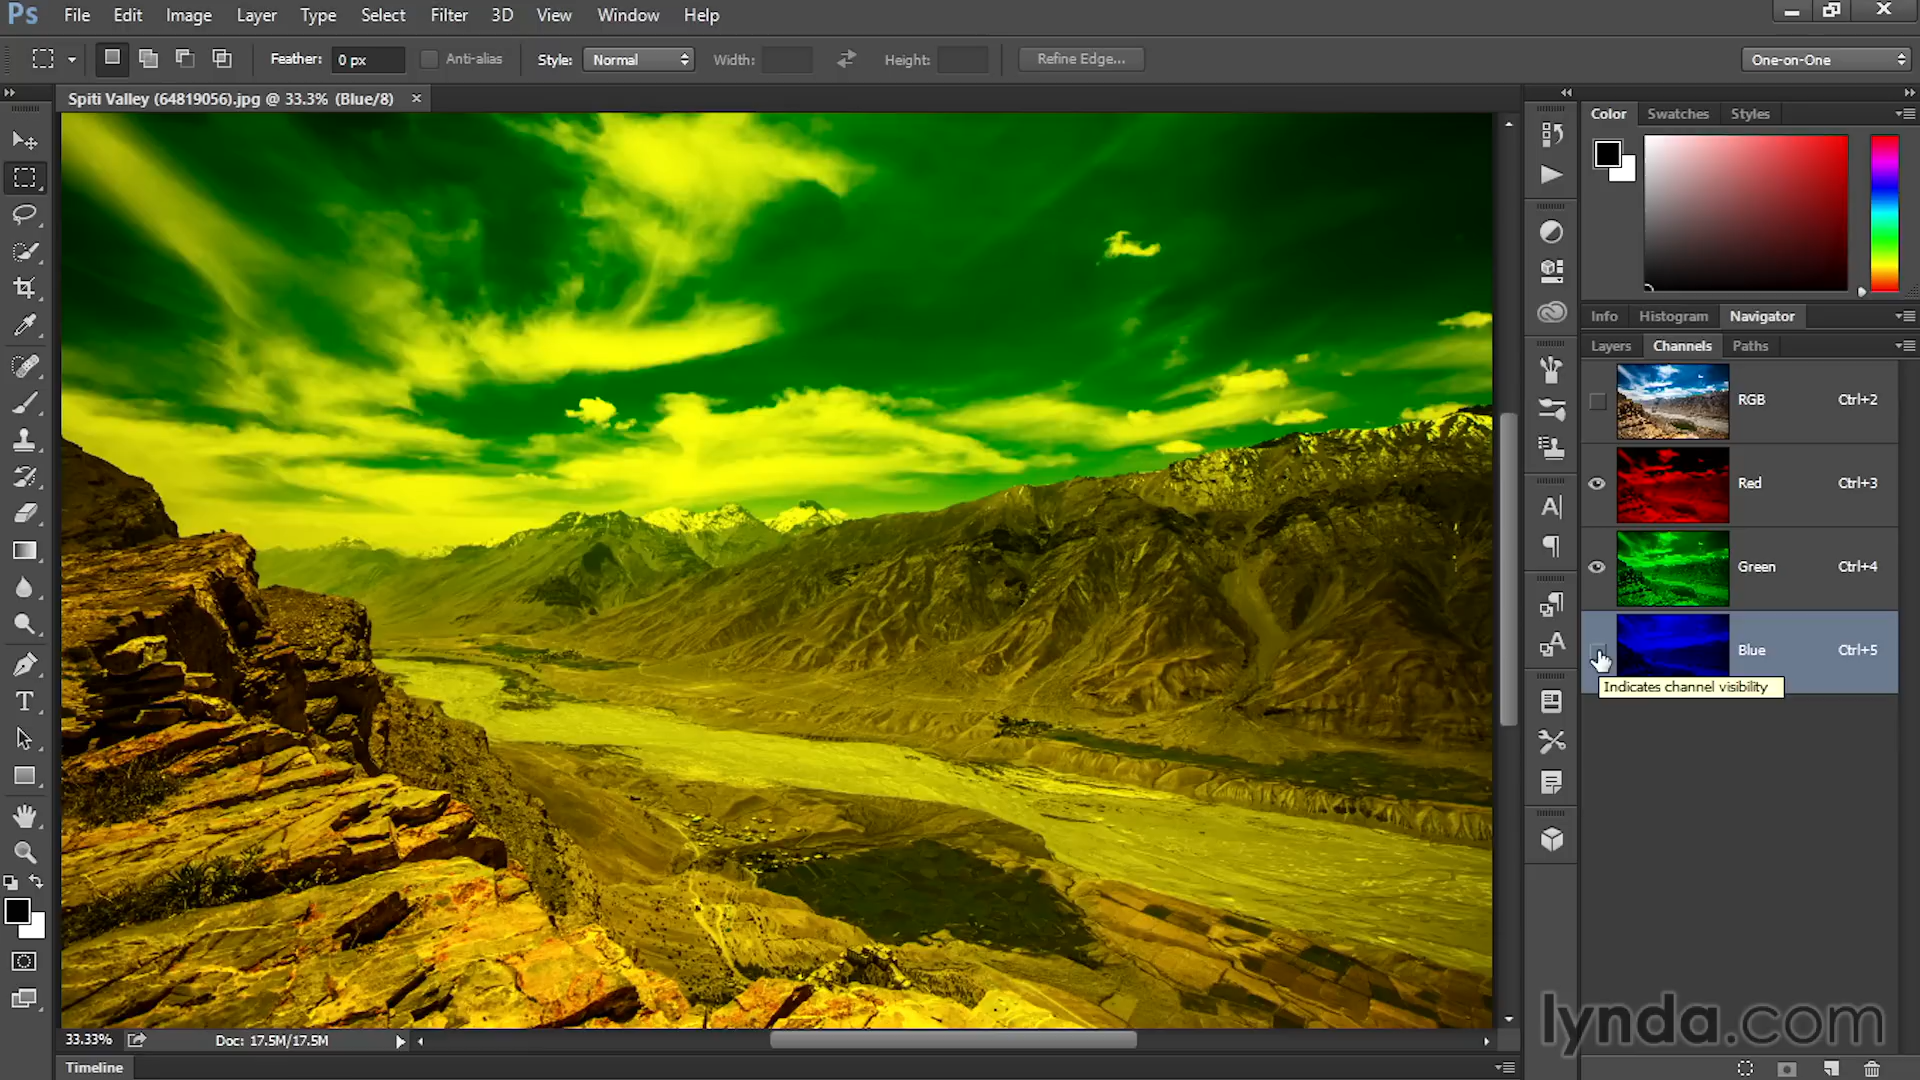 Ps File Edit Image Layer Type Select Filter 3D View Window Help
Feather: 0 px Anti-alias Style: Normal Width: Height: Refine Edge... One-on-One
Spiti Valley (64819056).jpg @ 33.3% (Blue/8) ×
Color Swatches Styles
Info Histogram Navigator
Layers Channels Paths
RGB Ctrl+2
Red Ctrl+3
Green Ctrl+4
Blue Ctrl+5
Indicates channel visibility
lynda.com
33.33% Doc: 17.5M/17.5M
Timeline